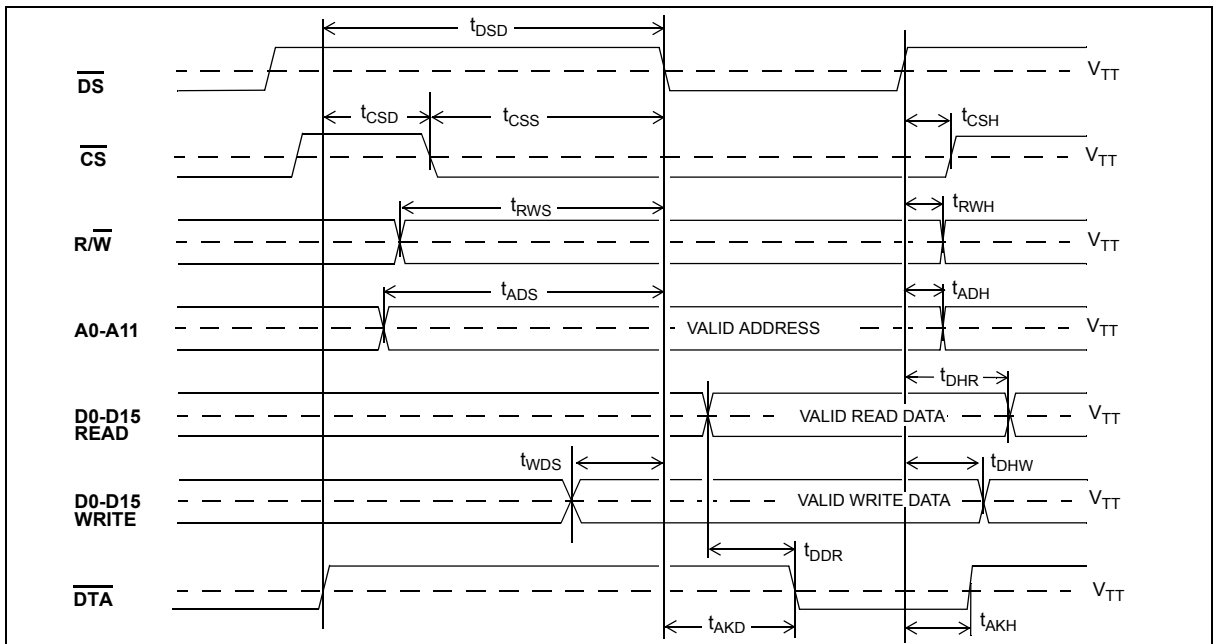 tDSD
DS
VTT
tCSD
tCSS
tCSH
CS
VTT
tRWS
tRWH
R/W
VTT
tADS
tADH
A0-A11
VALID ADDRESS
VTT
tDHR
D0-D15
READ
VALID READ DATA
VTT
tWDS
tDHW
D0-D15
WRITE
VALID WRITE DATA
VTT
tDDR
DTA
VTT
tAKD
tAKH